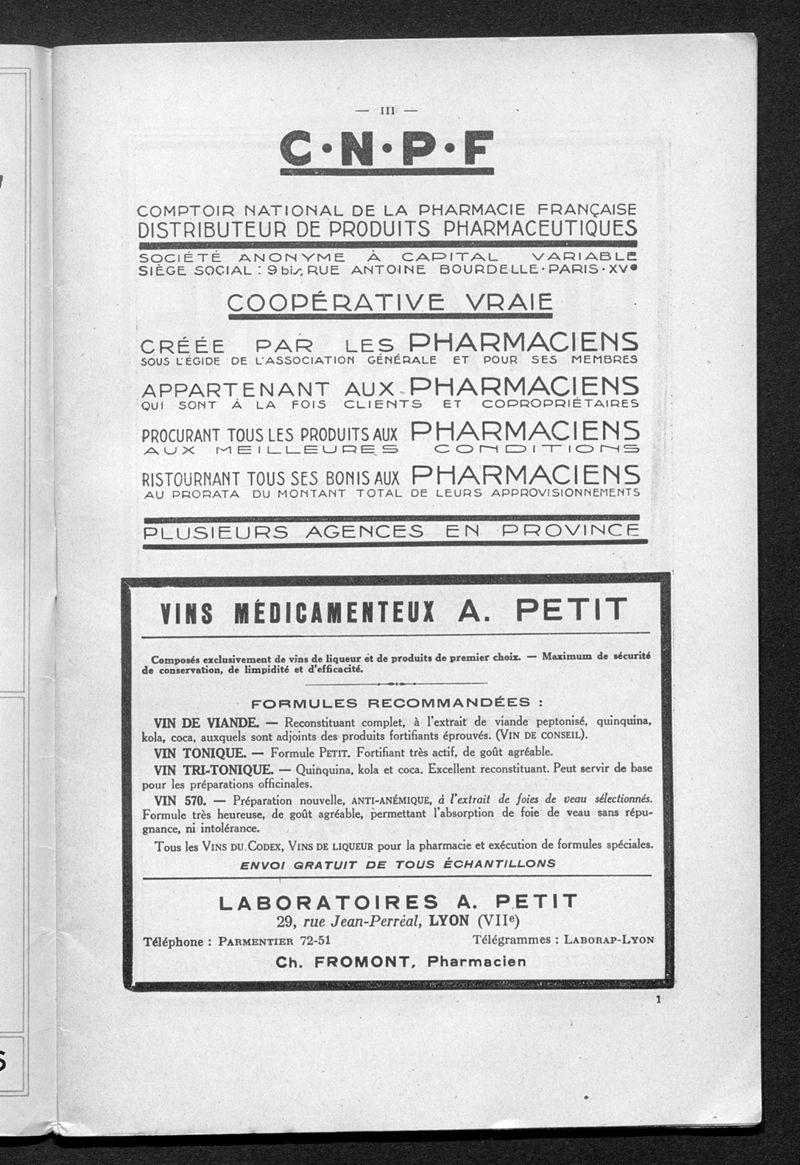 — III —
C·N·P·F
COMPTOIR NATIONAL DE LA PHARMACIE FRANÇAISE
DISTRIBUTEUR DE PRODUITS PHARMACEUTIQUES
SOCIÉTÉ ANONYME À CAPITAL VARIABLE
SIÈGE SOCIAL : 9 bis, RUE ANTOINE BOURDELLE · PARIS · XVe
COOPÉRATIVE VRAIE
CRÉÉE PAR LES PHARMACIENS
SOUS L'ÉGIDE DE L'ASSOCIATION GÉNÉRALE ET POUR SES MEMBRES
APPARTENANT AUX PHARMACIENS
QUI SONT À LA FOIS CLIENTS ET COPROPRIÉTAIRES
PROCURANT TOUS LES PRODUITS AUX PHARMACIENS
AUX MEILLEURES CONDITIONS
RISTOURNANT TOUS SES BONIS AUX PHARMACIENS
AU PRORATA DU MONTANT TOTAL DE LEURS APPROVISIONNEMENTS
PLUSIEURS AGENCES EN PROVINCE
VINS MÉDICAMENTEUX A. PETIT
Composés exclusivement de vins de liqueur et de produits de premier choix. — Maximum de sécurité
de conservation, de limpidité et d'efficacité.
FORMULES RECOMMANDÉES :
VIN DE VIANDE. — Reconstituant complet, à l'extrait de viande peptonisé, quinquina,
kola, coca, auxquels sont adjoints des produits fortifiants éprouvés. (VIN DE CONSEIL).
VIN TONIQUE. — Formule PETIT. Fortifiant très actif, de goût agréable.
VIN TRI-TONIQUE. — Quinquina, kola et coca. Excellent reconstituant. Peut servir de base
pour les préparations officinales.
VIN 570. — Préparation nouvelle, ANTI-ANÉMIQUE, à l'extrait de foies de veau sélectionnés.
Formule très heureuse, de goût agréable, permettant l'absorption de foie de veau sans répu-
gnance, ni intolérance.
Tous les VINS DU CODEX, VINS DE LIQUEUR pour la pharmacie et exécution de formules spéciales.
ENVOI GRATUIT DE TOUS ÉCHANTILLONS
LABORATOIRES A. PETIT
29, rue Jean-Perréal, LYON (VIIe)
Téléphone : PARMENTIER 72-51 Télégrammes : LABORAP-LYON
Ch. FROMONT, Pharmacien
1
S